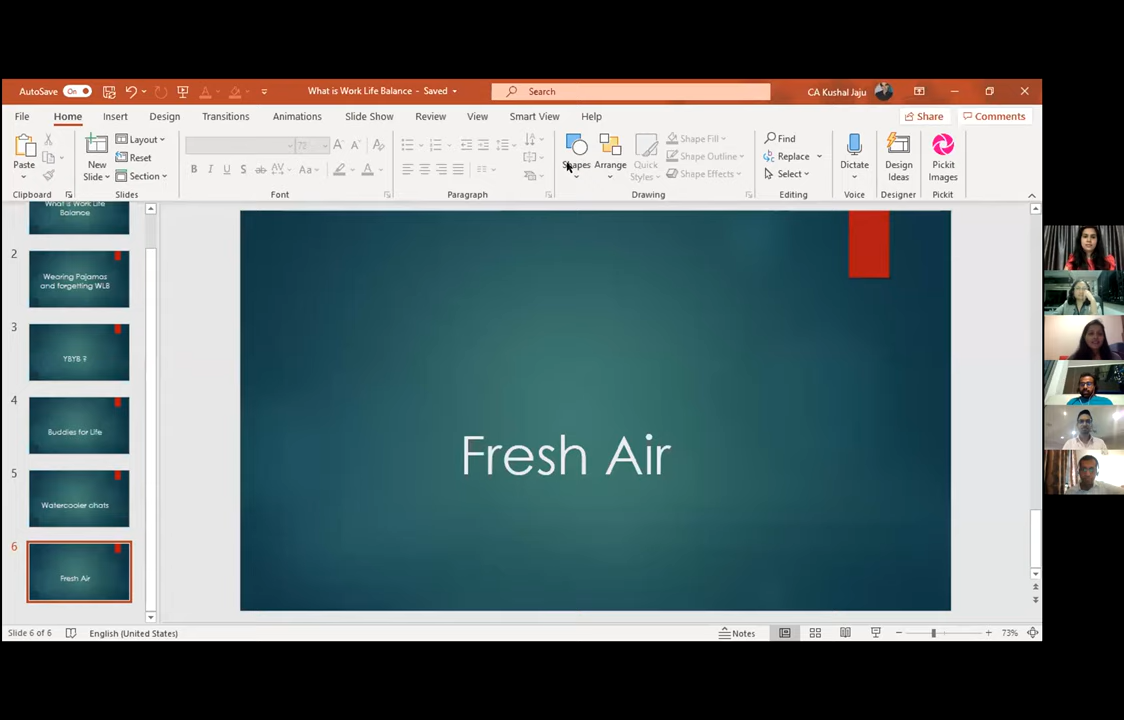 AutoSave On
What is Work Life Balance - Saved
Search
CA Kushal Jaju
File Home Insert Design Transitions Animations Slide Show Review View Smart View Help
Share Comments
Paste
Clipboard
New
Slides
Layout
Reset
Section
Slides
72
Font
Paragraph
Shapes
Arrange
Quick
Styles
Shape Fill
Shape Outline
Shape Effects
Drawing
Find
Replace
Select
Editing
Dictate
Voice
Design
Ideas
Designer
Pickit
Images
Pickit
What is Work Life
Balance
2
Wearing Pajamas
and forgetting WLB
3
YBYB ?
4
Buddies for Life
5
Watercooler chats
6
Fresh Air
Fresh Air
Slide 6 of 6
English (United States)
Notes
73%